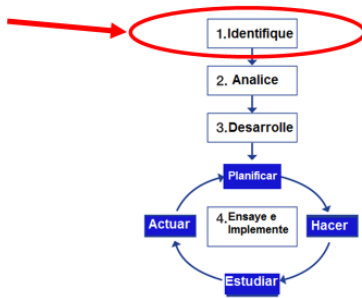 1.Identifique
2. Analice
3.Desarrolle
Planificar
Actuar
4. Ensaye e
Implemente
Hacer
Estudiar